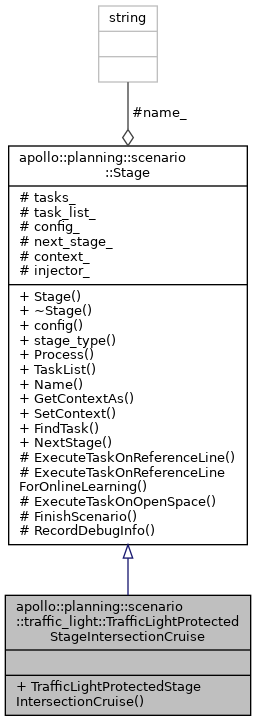 string
#name_
apollo::planning::scenario
::Stage
# tasks_
# task_list_
# config_
# next_stage_
# context_
# injector_
+ Stage()
+ ~Stage()
+ config()
+ stage_type()
+ Process()
+ TaskList()
+ Name()
+ GetContextAs()
+ SetContext()
+ FindTask()
+ NextStage()
# ExecuteTaskOnReferenceLine()
# ExecuteTaskOnReferenceLine
ForOnlineLearning()
# ExecuteTaskOnOpenSpace()
# FinishScenario()
# RecordDebugInfo()
apollo::planning::scenario
::traffic_light::TrafficLightProtected
StageIntersectionCruise
+ TrafficLightProtectedStage
IntersectionCruise()